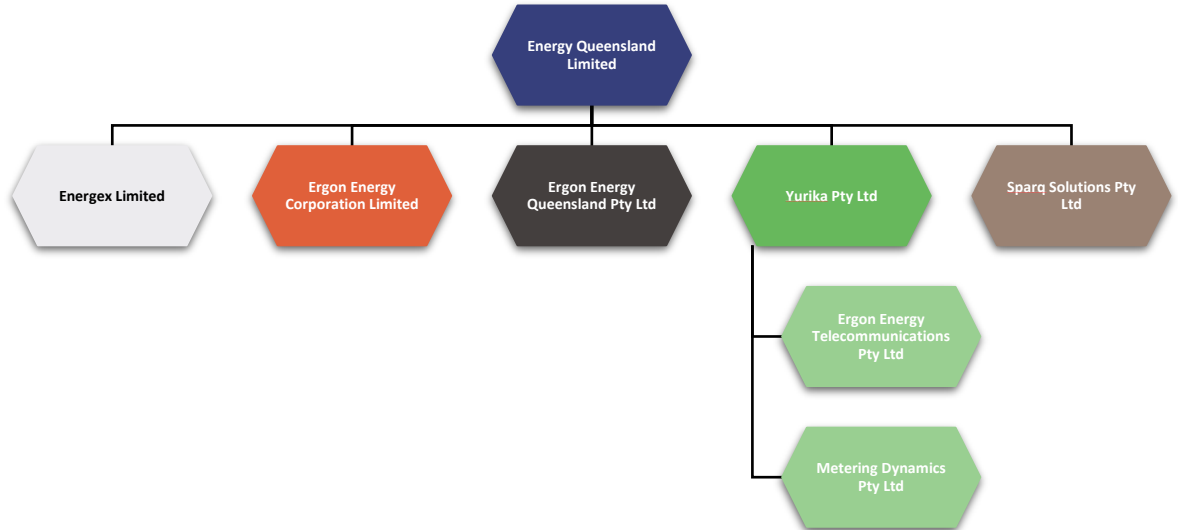 Energy Queensland
Limited
Energex Limited
Ergon Energy
Corporation Limited
Ergon Energy
Queensland Pty Ltd
Yurika Pty Ltd
Sparq Solutions Pty
Ltd
Ergon Energy
Telecommunications
Pty Ltd
Metering Dynamics
Pty Ltd